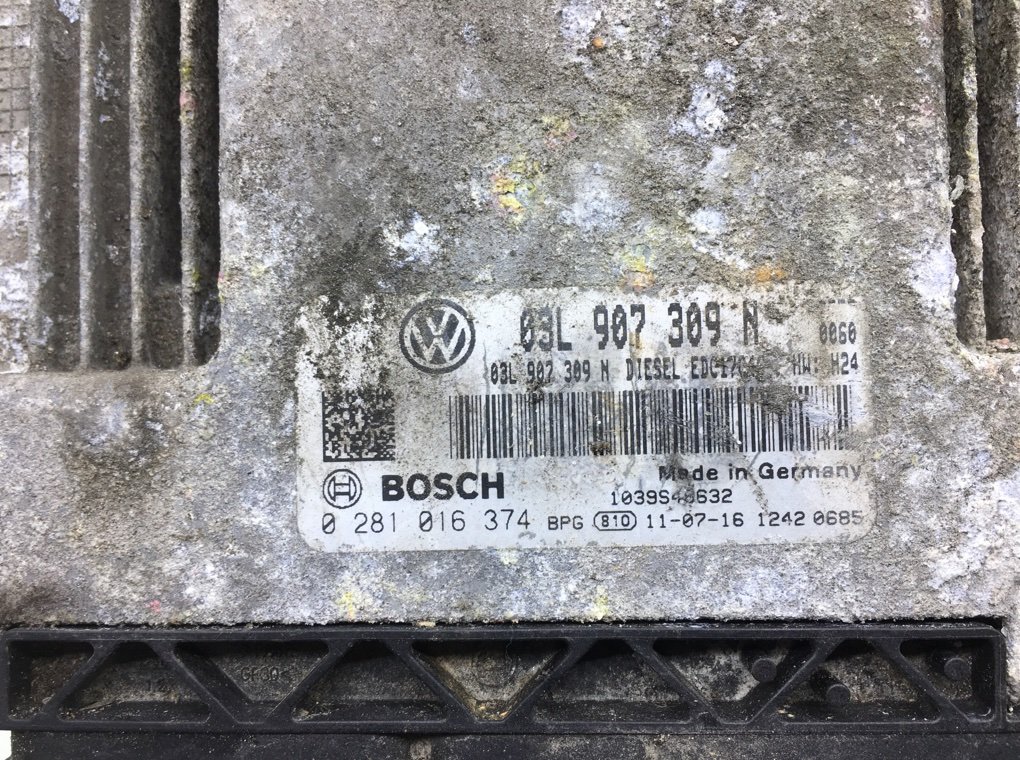 03L 907 309 N 0060
03L 907 309 N DIESEL HW: H24
Made in Germany
BOSCH
0 281 016 374 BPG 810 11-07-16 1242 0685